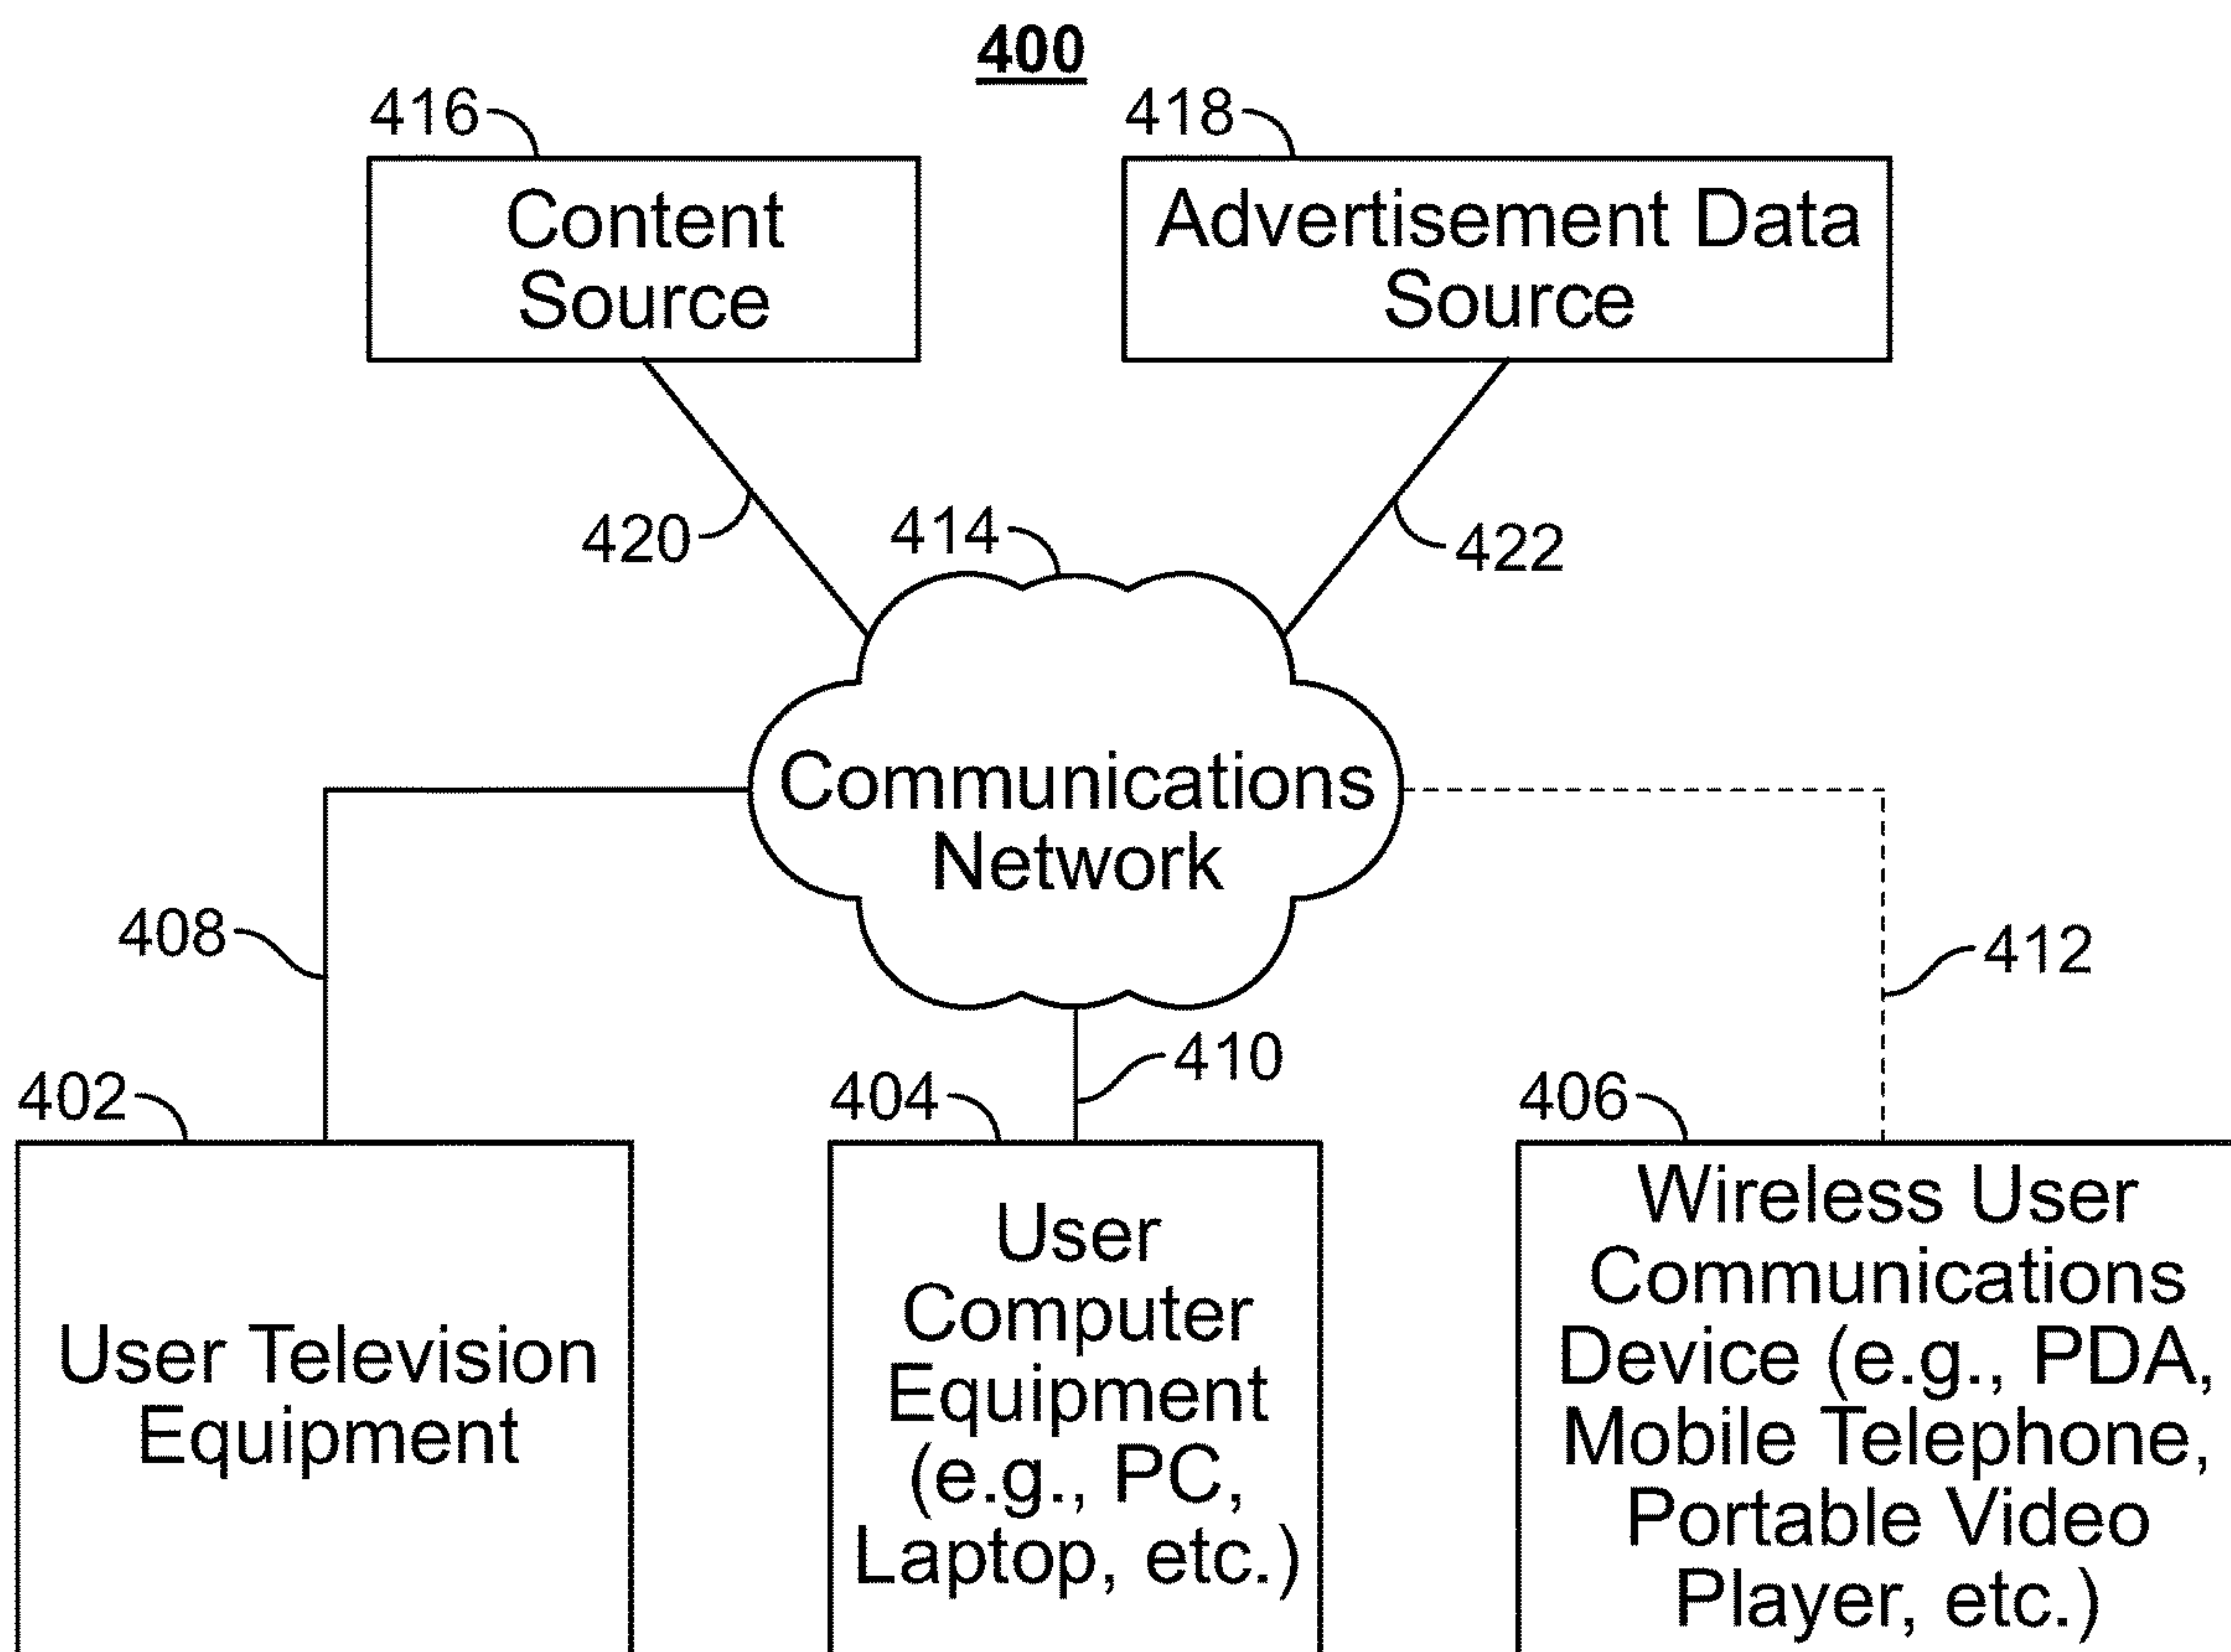 400
416
418
Content
Source
Advertisement Data
Source
420
414
422
Communications
Network
408
412
410
402
404
406
User Television
Equipment
User
Computer
Equipment
(e.g., PC,
Laptop, etc.)
Wireless User
Communications
Device (e.g., PDA,
Mobile Telephone,
Portable Video
Player, etc.)